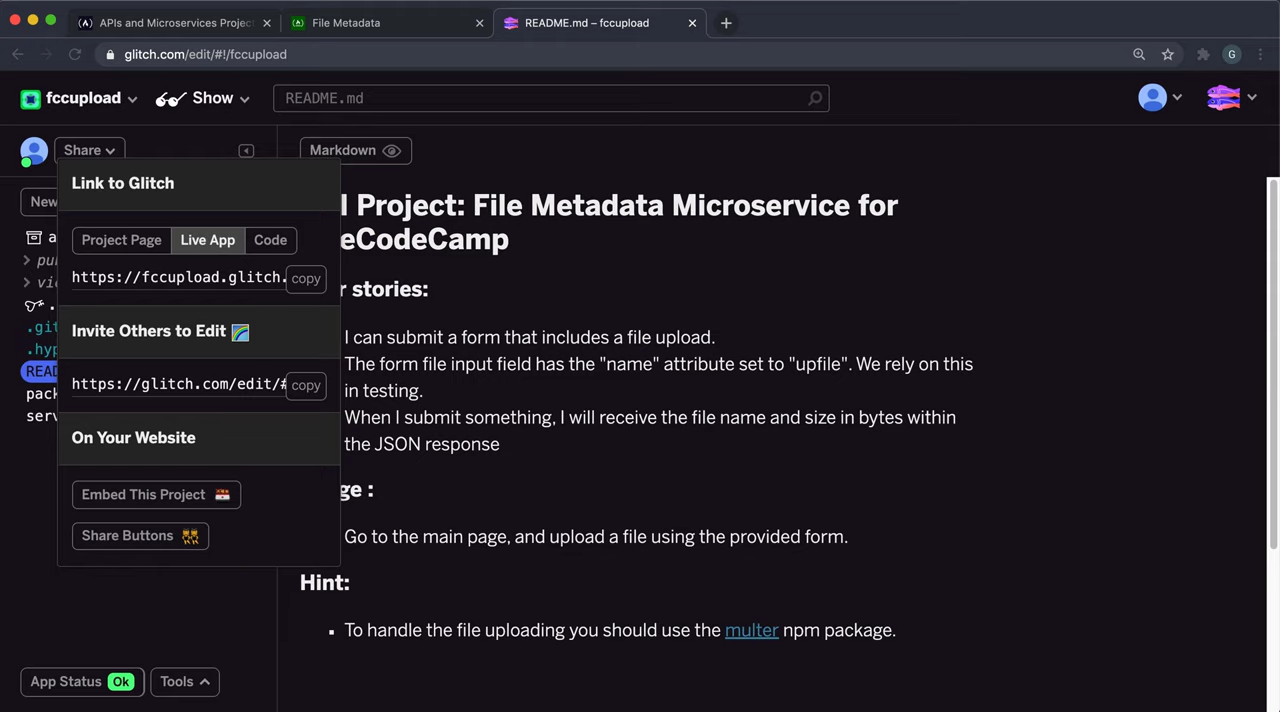 APIs and Microservices Project
File Metadata
README.md – fccupload
glitch.com/edit/#!/fccupload
G
fccupload
Show
README.md
Share
Markdown
Link to Glitch
Project Page
Live App
Code
https://fccupload.glitch.
copy
Invite Others to Edit
https://glitch.com/edit/#
copy
On Your Website
Embed This Project
Share Buttons
New
a
pu
vi
.
.git
.hyp
READ
pack
serv
I Project: File Metadata Microservice for
eCodeCamp
r stories:
I can submit a form that includes a file upload.
The form file input field has the "name" attribute set to "upfile". We rely on this
in testing.
When I submit something, I will receive the file name and size in bytes within
the JSON response
ge :
Go to the main page, and upload a file using the provided form.
Hint:
To handle the file uploading you should use the multer npm package.
App Status Ok
Tools